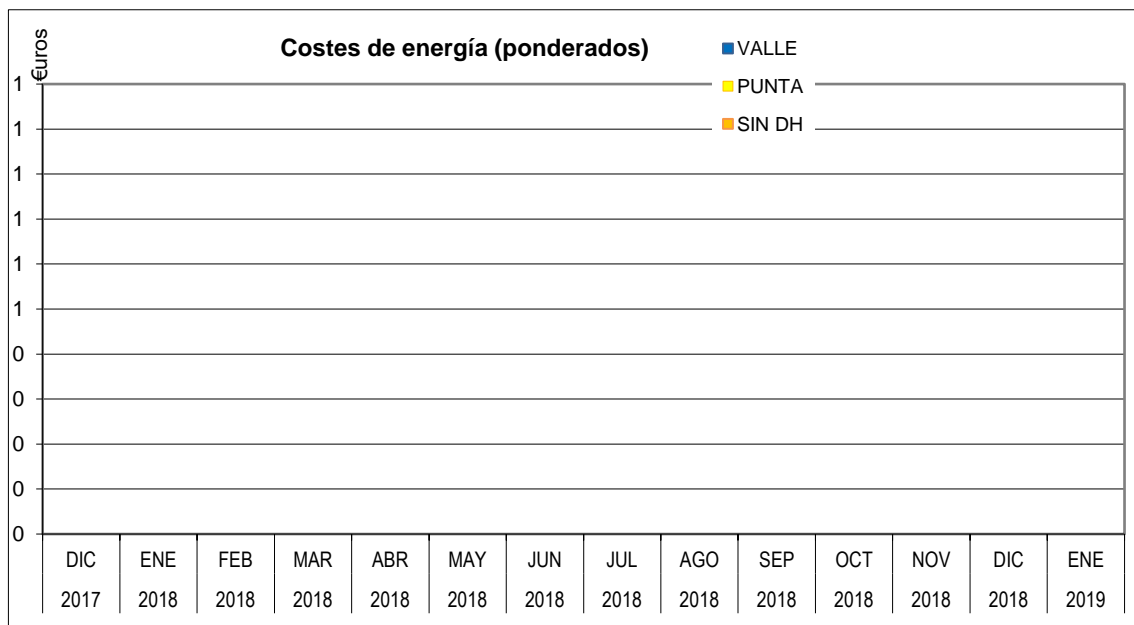 Costes de energía (ponderados)
€uros
VALLE
PUNTA
SIN DH
1
1
1
1
1
1
0
0
0
0
0
DIC ENE FEB MAR ABR MAY JUN JUL AGO SEP OCT NOV DIC ENE
2017 2018 2018 2018 2018 2018 2018 2018 2018 2018 2018 2018 2018 2019